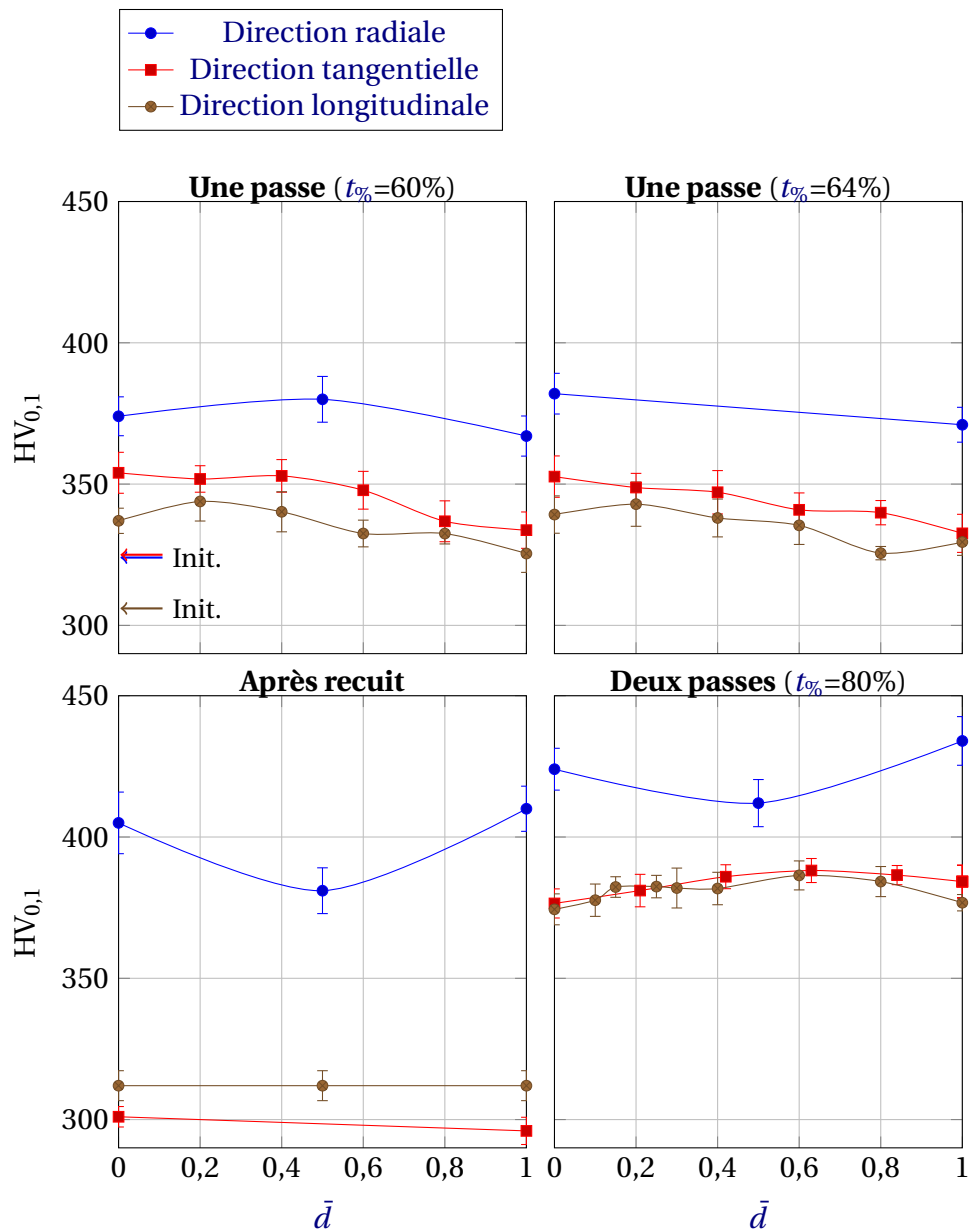 Direction radiale
Direction tangentielle
Direction longitudinale
Une passe (t%=60%)
Une passe (t%=64%)
450
400
350
300
HV0,1
Init.
Init.
Après recuit
Deux passes (t%=80%)
450
400
350
300
HV0,1
0 0,2 0,4 0,6 0,8 1
0 0,2 0,4 0,6 0,8 1
d̄
d̄